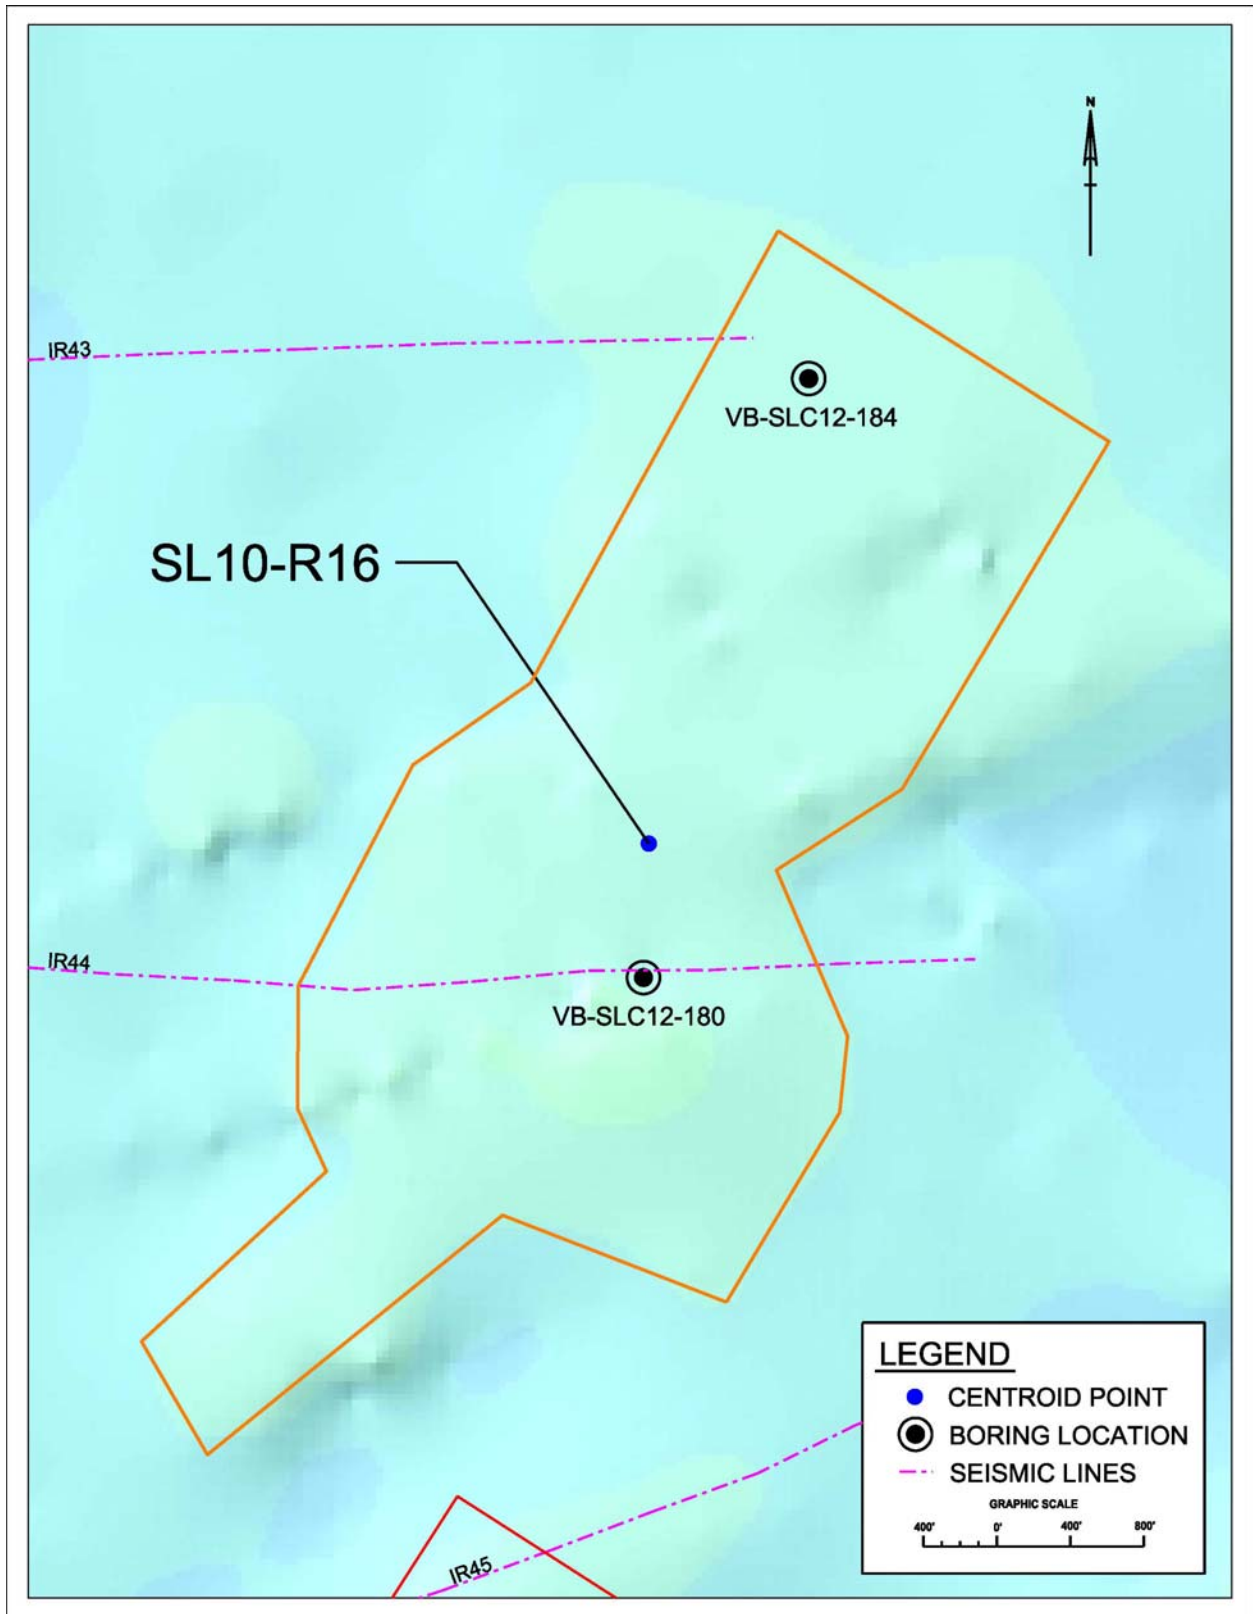 N
IR43
VB-SLC12-184
SL10-R16
IR44
VB-SLC12-180
LEGEND
CENTROID POINT
BORING LOCATION
SEISMIC LINES
GRAPHIC SCALE
400' 0' 400' 800'
IR45